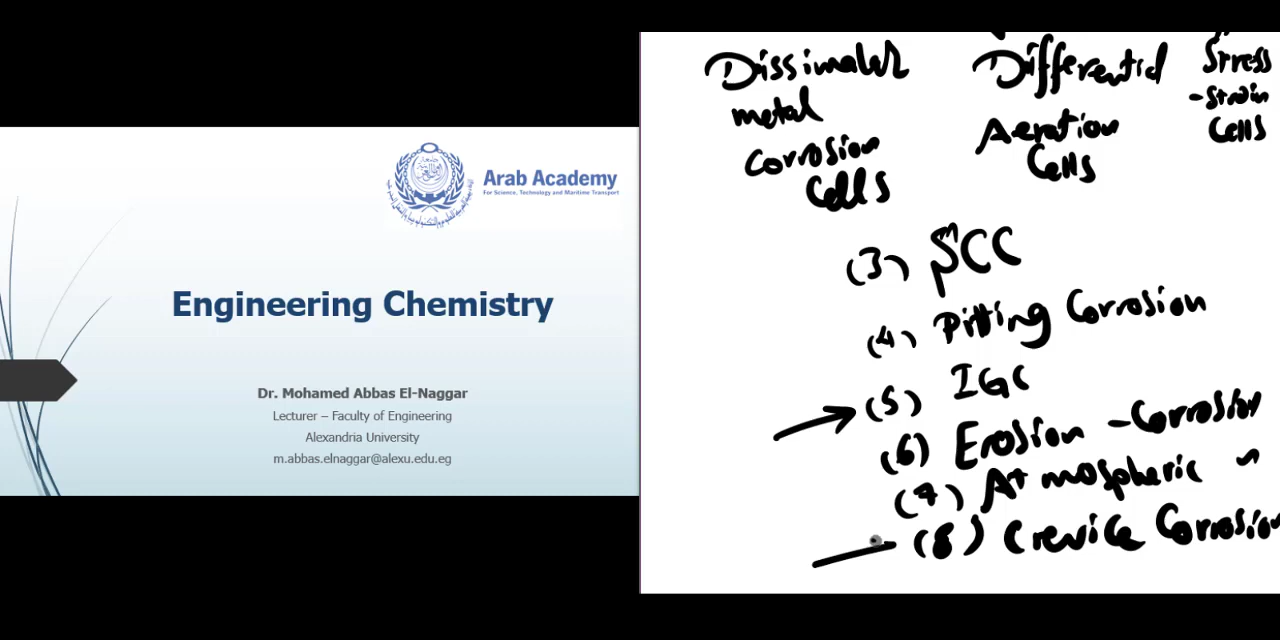 Arab Academy
For Science, Technology and Maritime Transport
Engineering Chemistry
Dr. Mohamed Abbas El-Naggar
Lecturer – Faculty of Engineering
Alexandria University
m.abbas.elnaggar@alexu.edu.eg
Dissimaler
metal
Corrosion
Cells
Differential
Aeration
Cells
Stress
-Strain
Cells
(3) SCC
(4) Pitting Corrosion
(5) IGC
(6) Erosion - Corrosion
(7) Atmospheric ~
(8) Crevice Corrosion